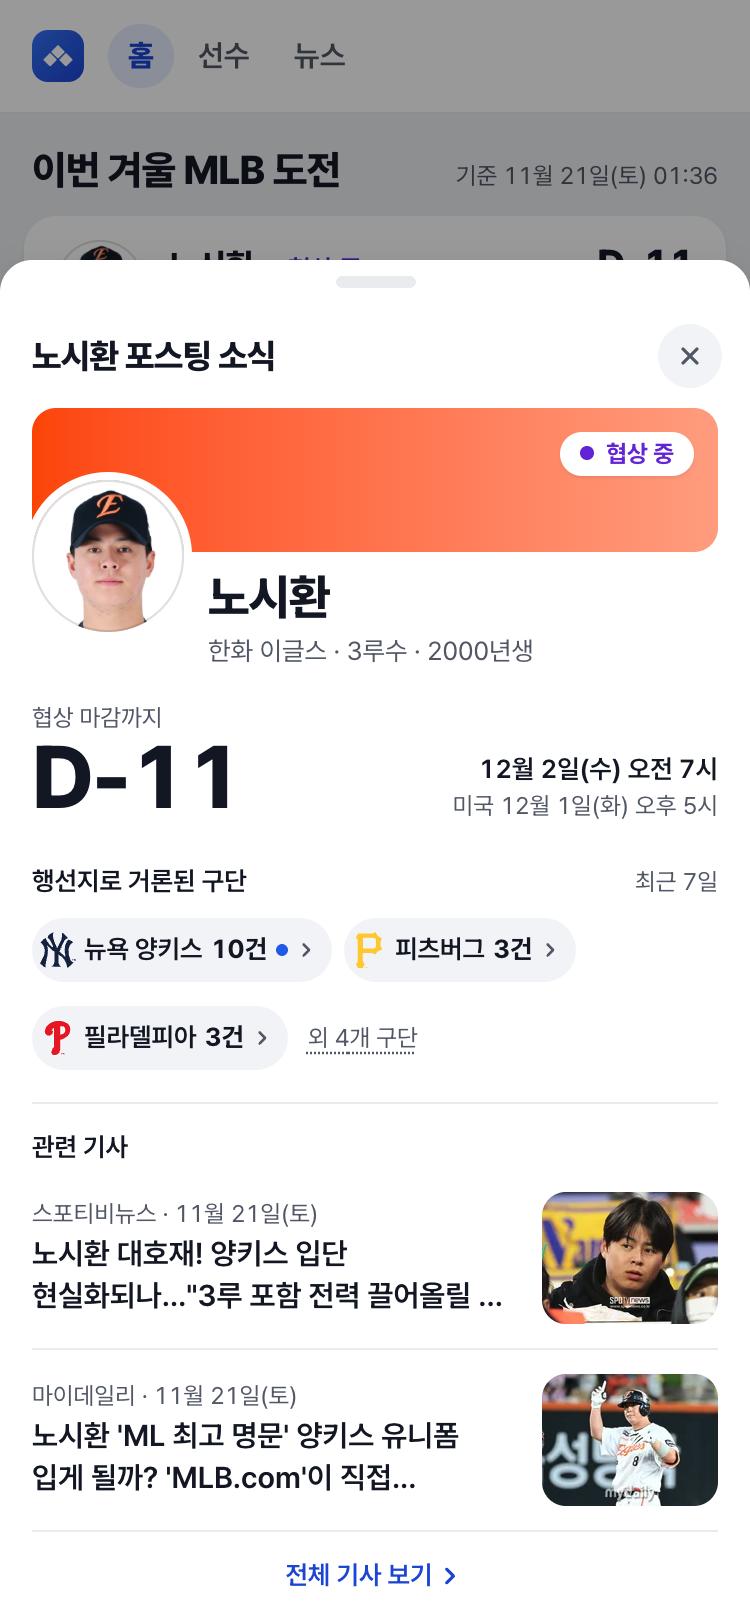 홈 선수 뉴스
이번 겨울 MLB 도전
기준 11월 21일(토) 01:36
노시환 포스팅 소식
협상 중
노시환
한화 이글스 · 3루수 · 2000년생
협상 마감까지
D-11
12월 2일(수) 오전 7시
미국 12월 1일(화) 오후 5시
행선지로 거론된 구단
최근 7일
뉴욕 양키스 10건
피츠버그 3건
필라델피아 3건
외 4개 구단
관련 기사
스포티비뉴스 · 11월 21일(토)
노시환 대호재! 양키스 입단
현실화되나..."3루 포함 전력 끌어올릴 ...
SPOTVnews
마이데일리 · 11월 21일(토)
노시환 'ML 최고 명문' 양키스 유니폼
입게 될까? 'MLB.com'이 직접...
Eagles
8
mydaily
전체 기사 보기